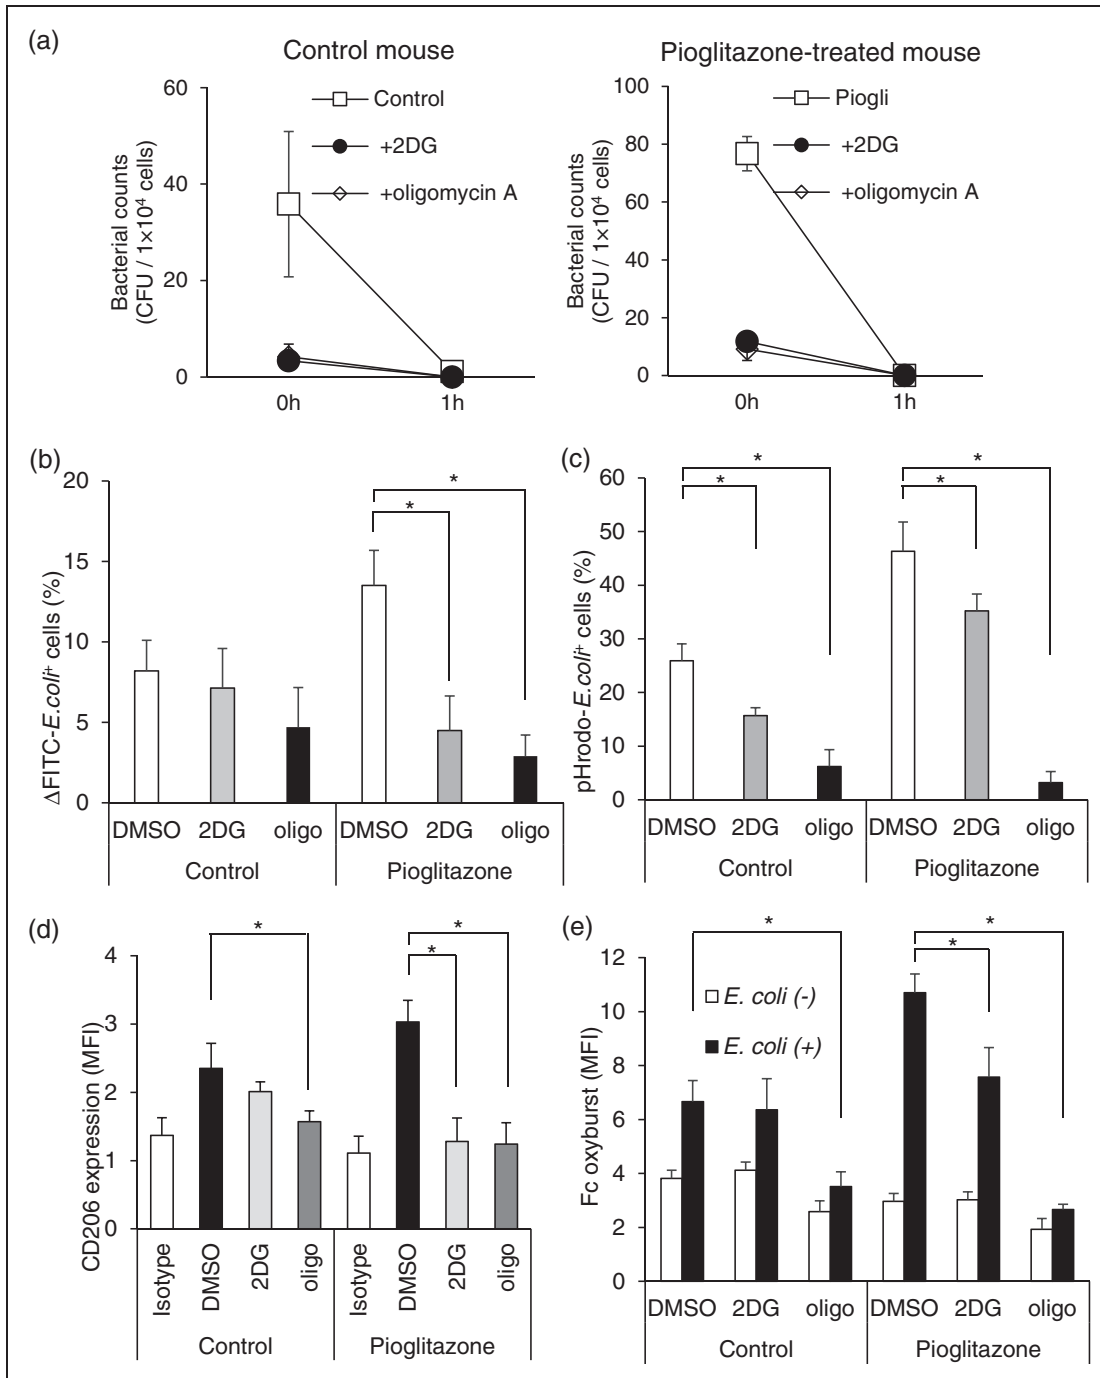 (a)
Control mouse
Bacterial counts
(CFU / 1×10⁴ cells)
60
40
20
0
Control
+2DG
+oligomycin A
0h
1h
Pioglitazone-treated mouse
Bacterial counts
(CFU / 1×10⁴ cells)
100
80
60
40
20
0
Piogli
+2DG
+oligomycin A
0h
1h
(b)
ΔFITC-E.coli⁺ cells (%)
20
15
10
5
0
*
*
DMSO 2DG oligo DMSO 2DG oligo
Control Pioglitazone
(c)
pHrodo-E.coli⁺ cells (%)
60
50
40
30
20
10
0
*
*
*
*
DMSO 2DG oligo DMSO 2DG oligo
Control Pioglitazone
(d)
CD206 expression (MFI)
4
3
2
1
0
*
*
*
Isotype DMSO 2DG oligo Isotype DMSO 2DG oligo
Control Pioglitazone
(e)
Fc oxyburst (MFI)
12
10
8
6
4
2
0
*
*
*
E. coli (-)
E. coli (+)
DMSO 2DG oligo DMSO 2DG oligo
Control Pioglitazone